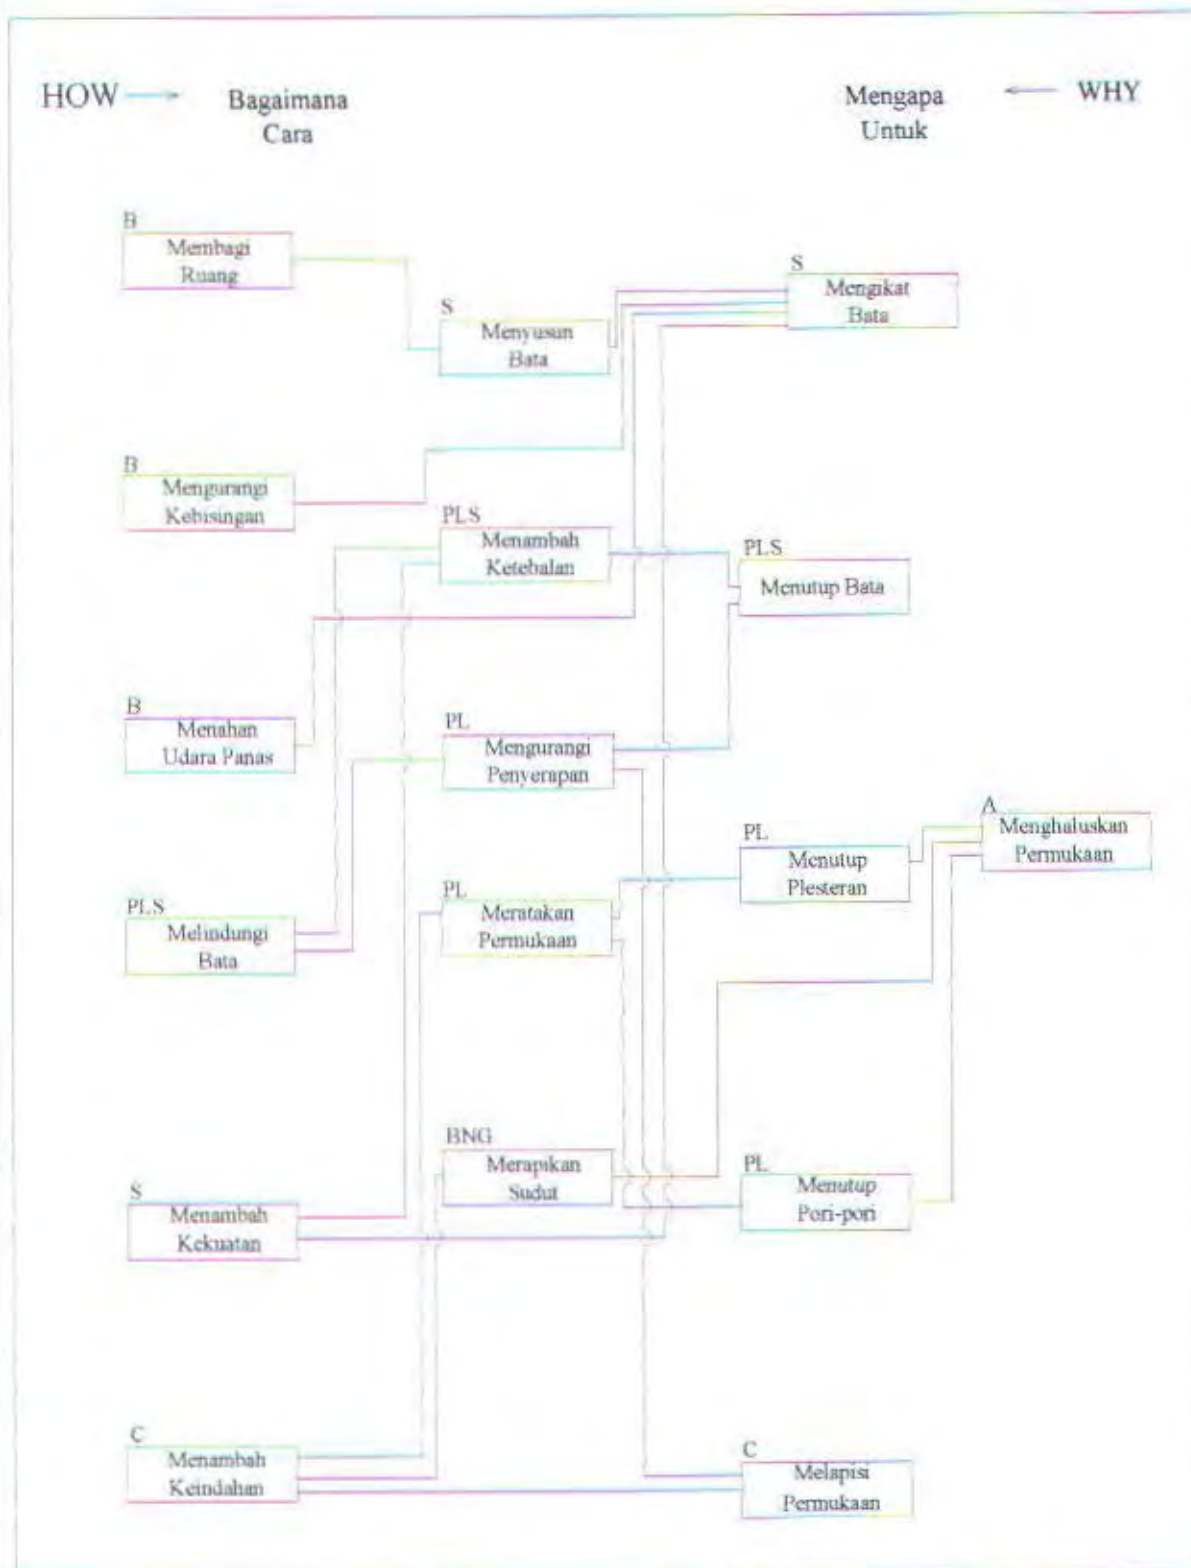 HOW
Bagaimana
Cara
Mengapa
Untuk
WHY
B
Membagi
Ruang
S
Mengikat
Bata
S
Menyusun
Bata
B
Mengurangi
Kebisingan
PLS
Menambah
Ketebalan
PLS
Menutup Bata
B
Menahan
Udara Panas
PL
Mengurangi
Penyerapan
A
Menghaluskan
Permukaan
PL
Menutup
Plesteran
PL
Meratakan
Permukaan
PLS
Melindungi
Bata
BNG
Merapikan
Sudut
PL
Menutup
Pori-pori
S
Menambah
Kekuatan
C
Menambah
Keindahan
C
Melapisi
Permukaan